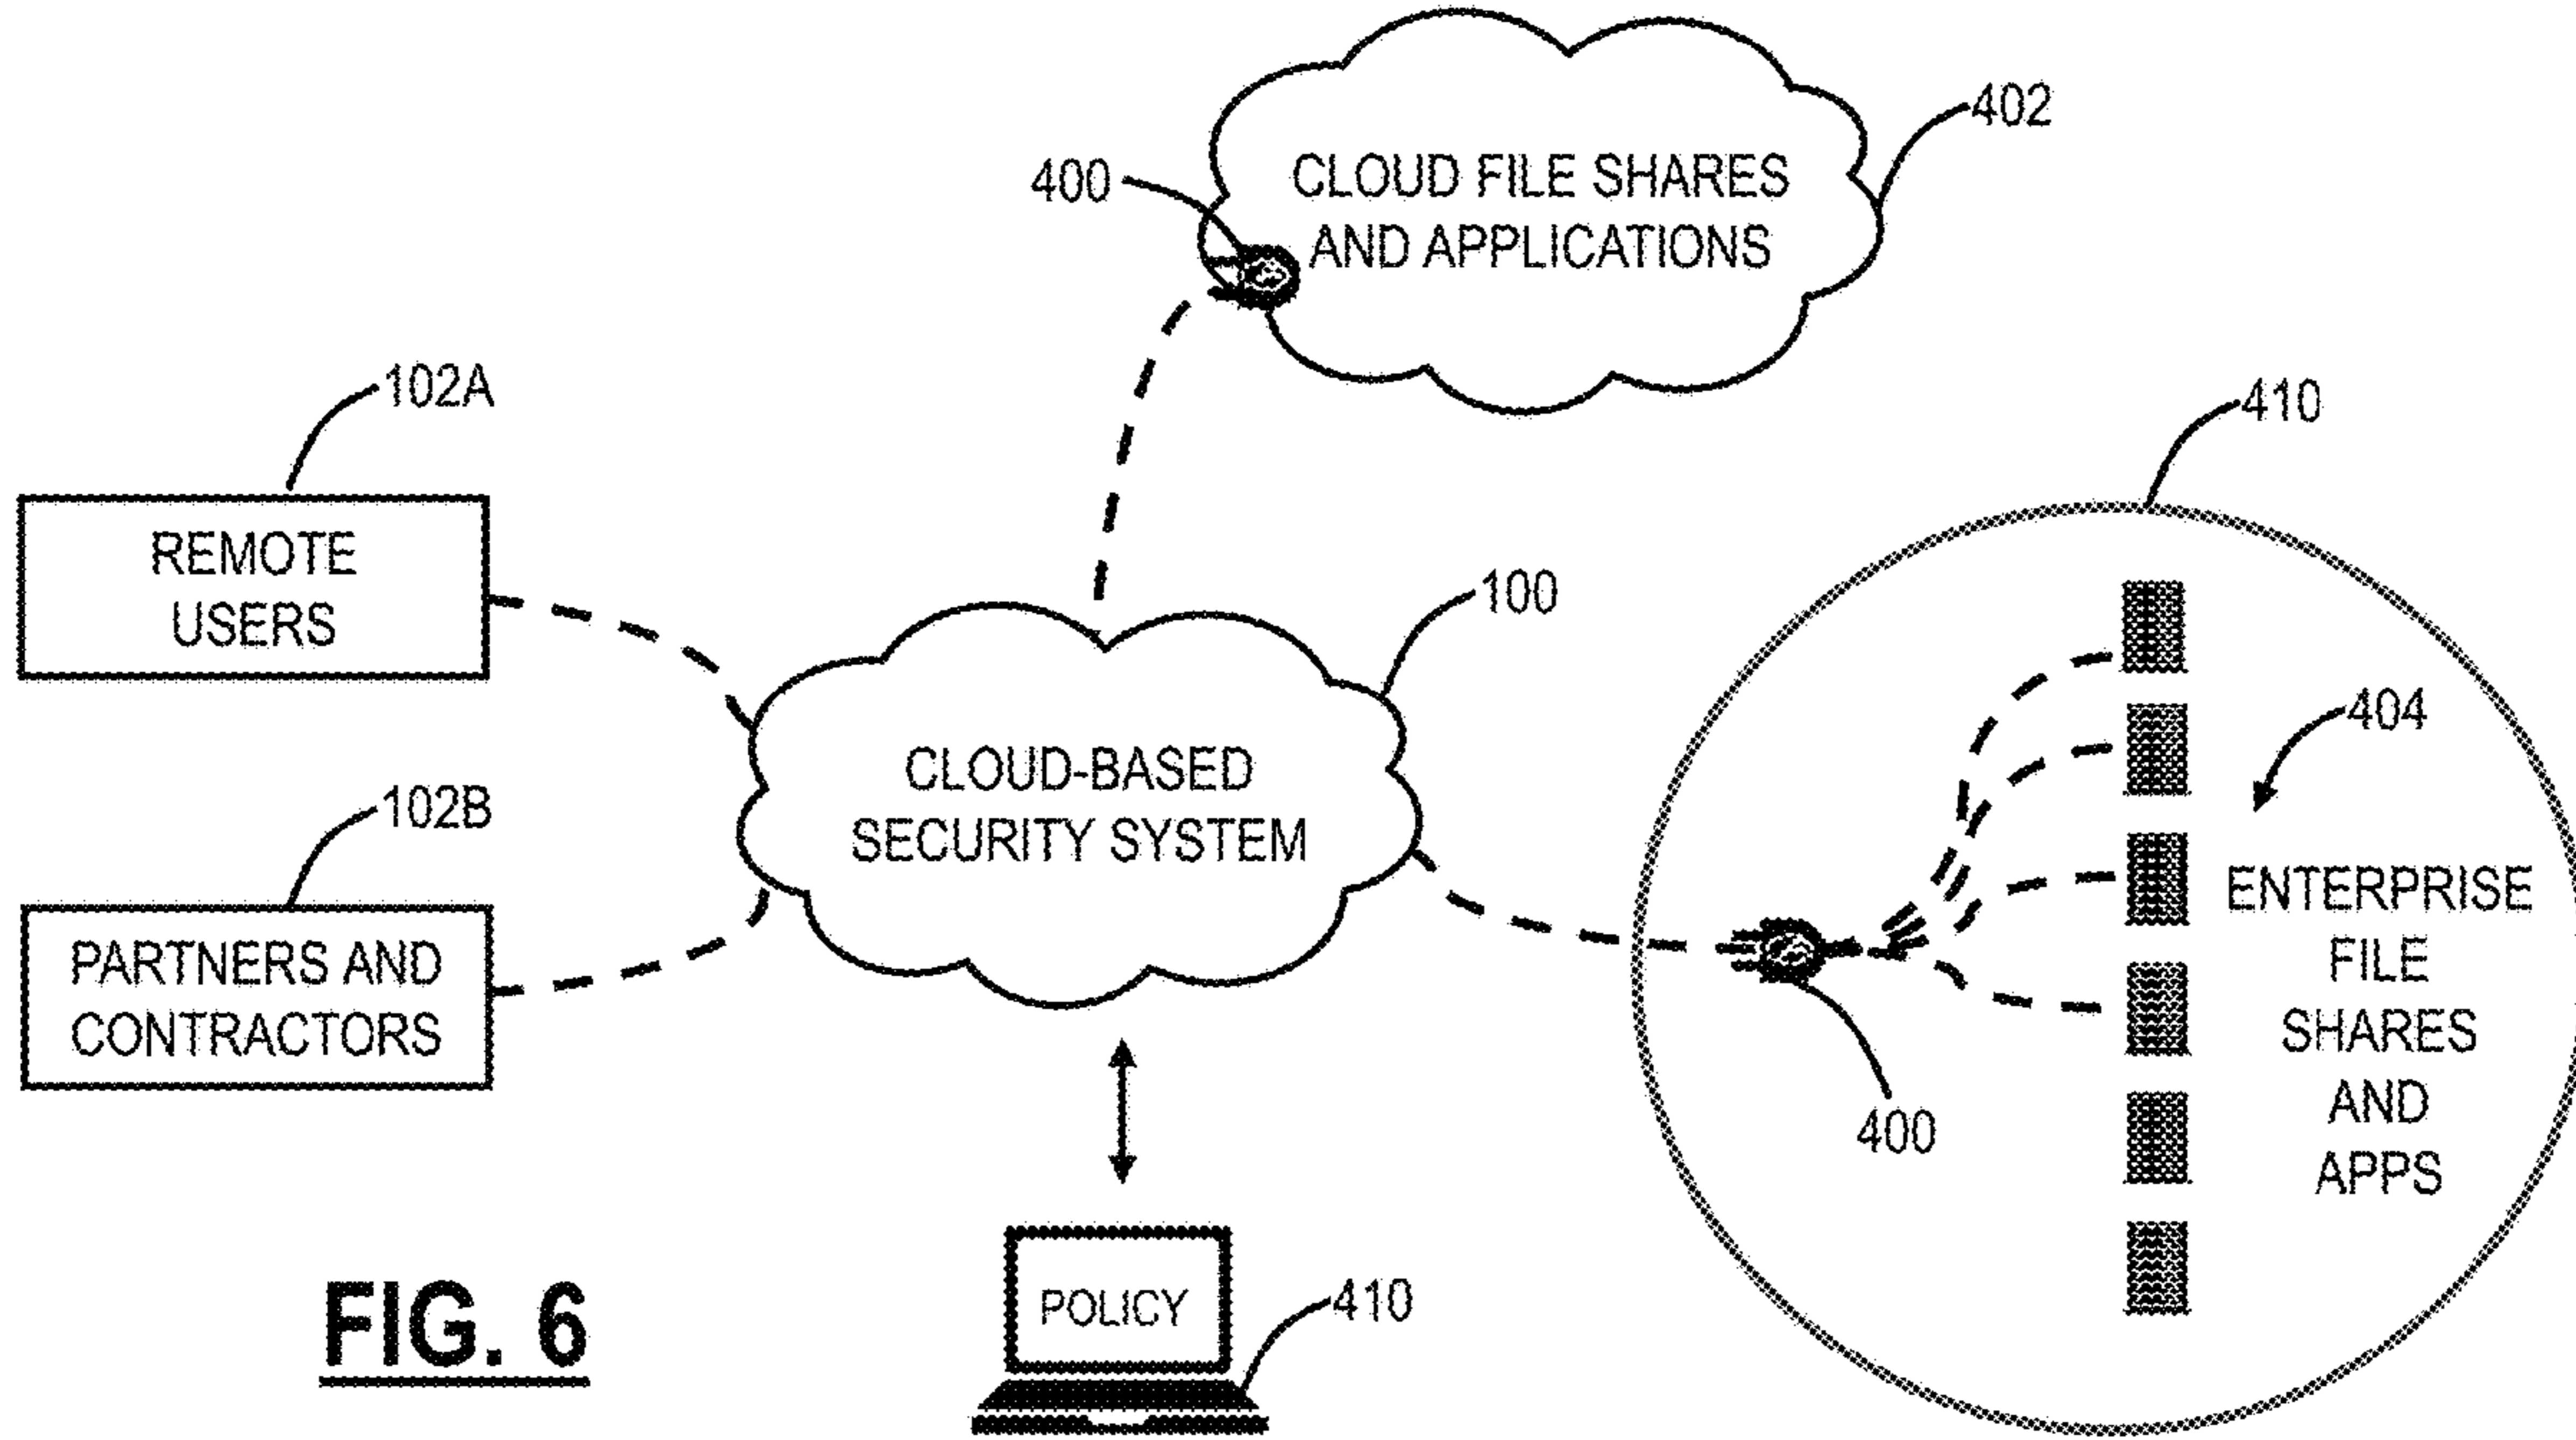 402
400
CLOUD FILE SHARES
AND APPLICATIONS
102A
410
REMOTE
USERS
100
404
CLOUD-BASED
SECURITY SYSTEM
102B
ENTERPRISE
FILE
SHARES
AND
APPS
PARTNERS AND
CONTRACTORS
400
POLICY
410
FIG. 6